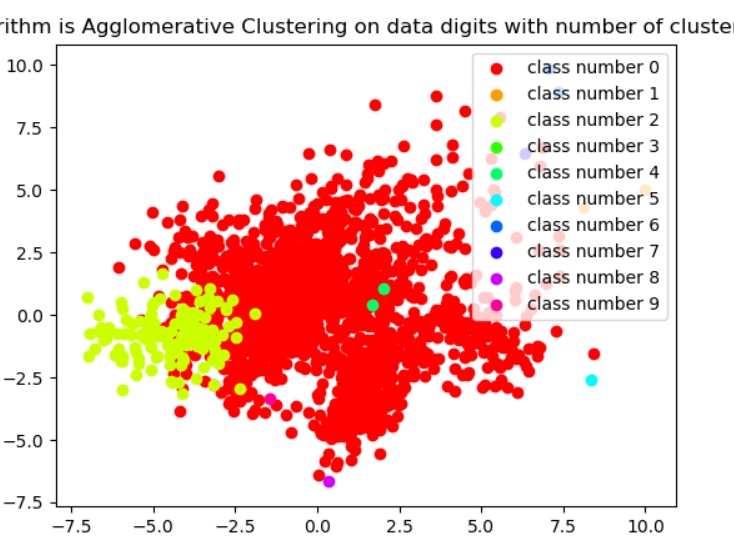 rithm is Agglomerative Clustering on data digits with number of cluster
10.0
7.5
5.0
2.5
0.0
−2.5
−5.0
−7.5
class number 0
class number 1
class number 2
class number 3
class number 4
class number 5
class number 6
class number 7
class number 8
class number 9
−7.5 −5.0 −2.5 0.0 2.5 5.0 7.5 10.0